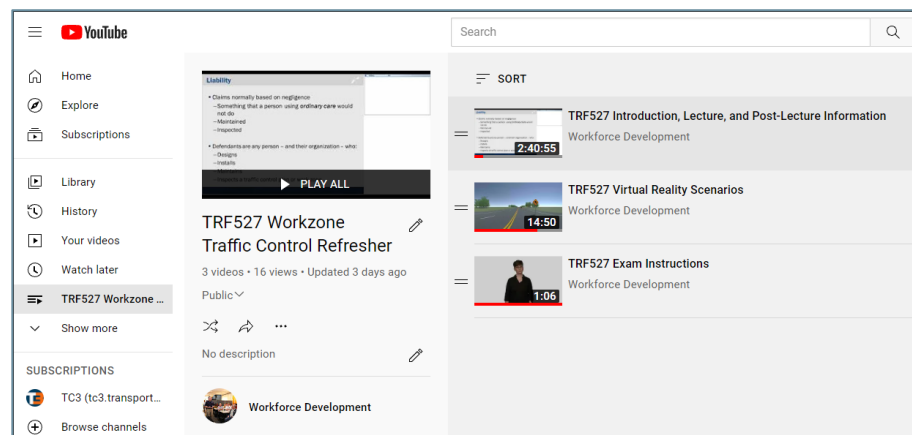 YouTube
Search
Home
Explore
Subscriptions
Library
History
Your videos
Watch later
TRF527 Workzone ...
Show more
SUBSCRIPTIONS
TC3 (tc3.transport...
Browse channels
Liability
• Claims normally based on negligence
–Something that a person using ordinary care would
not do
–Maintained
–Inspected
• Defendants are any person – and their organization – who:
–Designs
–Installs
PLAY ALL
TRF527 Workzone
Traffic Control Refresher
3 videos • 16 views • Updated 3 days ago
Public
No description
Workforce Development
SORT
2:40:55
TRF527 Introduction, Lecture, and Post-Lecture Information
Workforce Development
14:50
TRF527 Virtual Reality Scenarios
Workforce Development
1:06
TRF527 Exam Instructions
Workforce Development